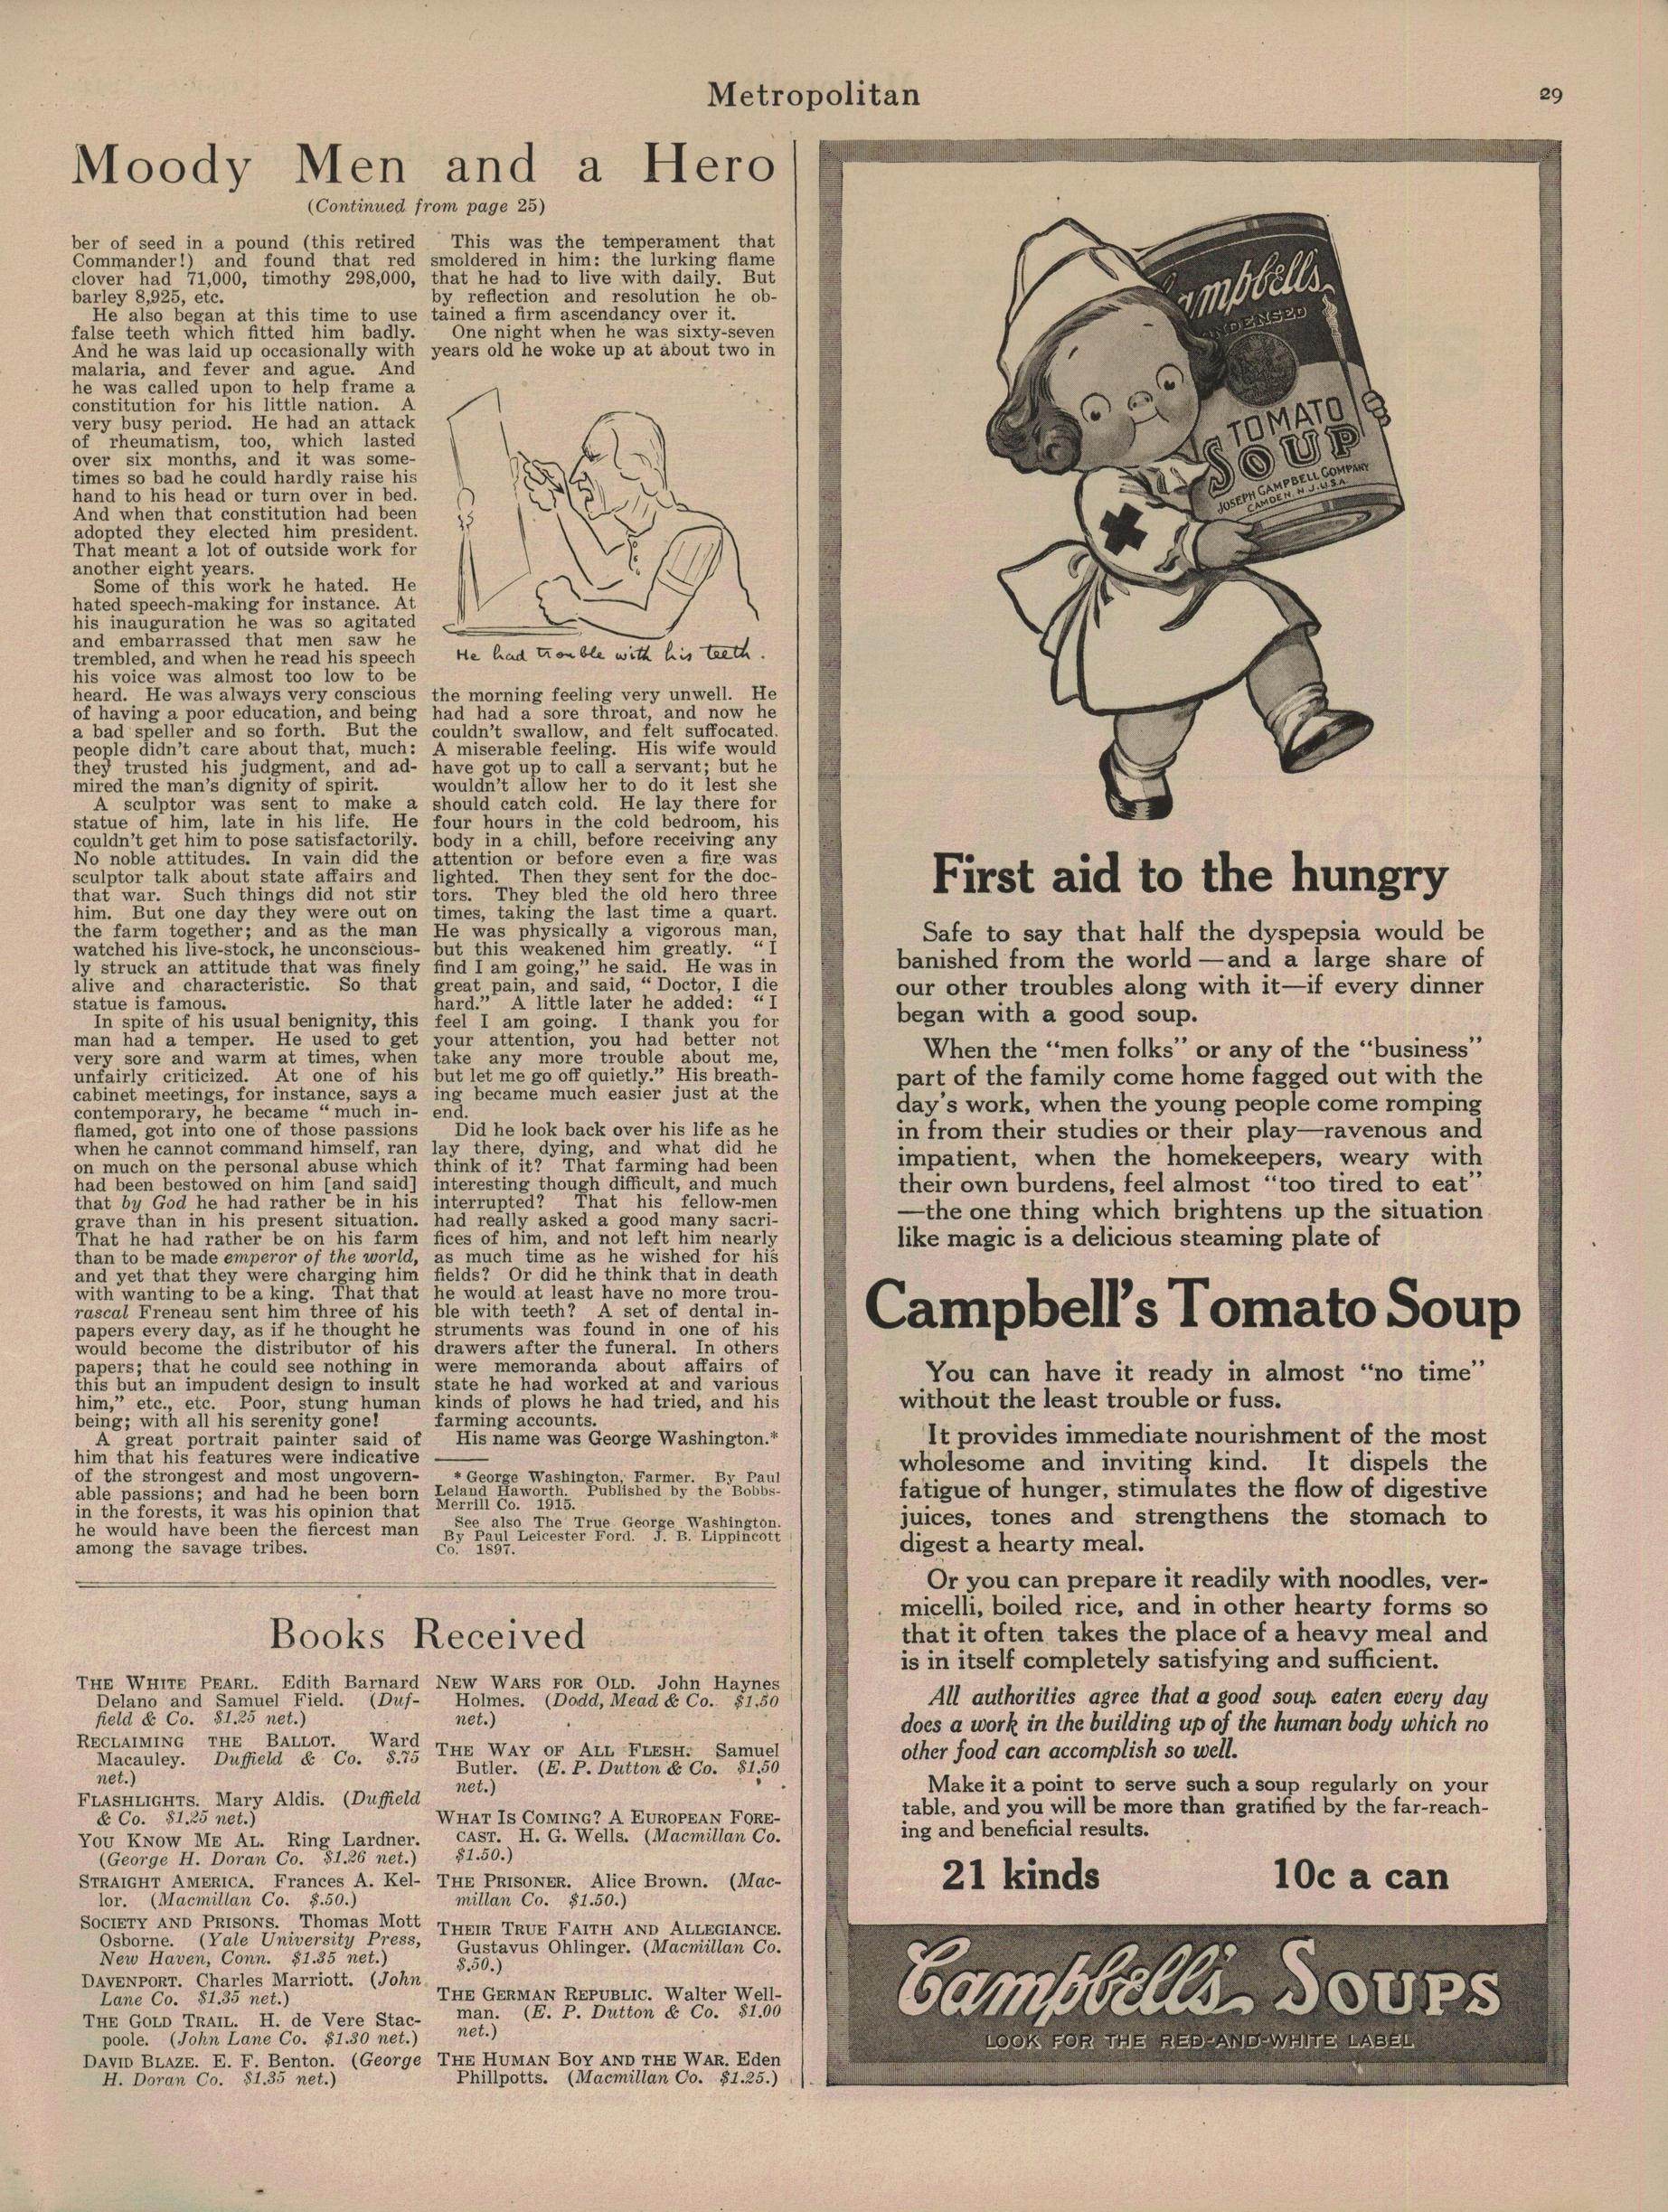 Metropolitan
29
Moody Men and a Hero
(Continued from page 25)
ber of seed in a pound (this retired
Commander!) and found that red
clover had 71,000, timothy 298,000,
barley 8,925, etc.
He also began at this time to use
false teeth which fitted him badly.
And he was laid up occasionally with
malaria, and fever and ague. And
he was called upon to help frame a
constitution for his little nation. A
very busy period. He had an attack
of rheumatism, too, which lasted
over six months, and it was some-
times so bad he could hardly raise his
hand to his head or turn over in bed.
And when that constitution had been
adopted they elected him president.
That meant a lot of outside work for
another eight years.
Some of this work he hated. He
hated speech-making for instance. At
his inauguration he was so agitated
and embarrassed that men saw he
trembled, and when he read his speech
his voice was almost too low to be
heard. He was always very conscious
of having a poor education, and being
a bad speller and so forth. But the
people didn't care about that, much:
they trusted his judgment, and ad-
mired the man's dignity of spirit.
A sculptor was sent to make a
statue of him, late in his life. He
couldn't get him to pose satisfactorily.
No noble attitudes. In vain did the
sculptor talk about state affairs and
that war. Such things did not stir
him. But one day they were out on
the farm together; and as the man
watched his live-stock, he unconscious-
ly struck an attitude that was finely
alive and characteristic. So that
statue is famous.
In spite of his usual benignity, this
man had a temper. He used to get
very sore and warm at times, when
unfairly criticized. At one of his
cabinet meetings, for instance, says a
contemporary, he became "much in-
flamed, got into one of those passions
when he cannot command himself, ran
on much on the personal abuse which
had been bestowed on him [and said]
that by God he had rather be in his
grave than in his present situation.
That he had rather be on his farm
than to be made emperor of the world,
and yet that they were charging him
with wanting to be a king. That that
rascal Freneau sent him three of his
papers every day, as if he thought he
would become the distributor of his
papers; that he could see nothing in
this but an impudent design to insult
him," etc., etc. Poor, stung human
being; with all his serenity gone!
A great portrait painter said of
him that his features were indicative
of the strongest and most ungovern-
able passions; and had he been born
in the forests, it was his opinion that
he would have been the fiercest man
among the savage tribes.
This was the temperament that
smoldered in him: the lurking flame
that he had to live with daily. But
by reflection and resolution he ob-
tained a firm ascendancy over it.
One night when he was sixty-seven
years old he woke up at about two in
He had trouble with his teeth.
the morning feeling very unwell. He
had had a sore throat, and now he
couldn't swallow, and felt suffocated.
A miserable feeling. His wife would
have got up to call a servant; but he
wouldn't allow her to do it lest she
should catch cold. He lay there for
four hours in the cold bedroom, his
body in a chill, before receiving any
attention or before even a fire was
lighted. Then they sent for the doc-
tors. They bled the old hero three
times, taking the last time a quart.
He was physically a vigorous man,
but this weakened him greatly. "I
find I am going," he said. He was in
great pain, and said, "Doctor, I die
hard." A little later he added: "I
feel I am going. I thank you for
your attention, you had better not
take any more trouble about me,
but let me go off quietly." His breath-
ing became much easier just at the
end.
Did he look back over his life as he
lay there, dying, and what did he
think of it? That farming had been
interesting though difficult, and much
interrupted? That his fellow-men
had really asked a good many sacri-
fices of him, and not left him nearly
as much time as he wished for his
fields? Or did he think that in death
he would at least have no more trou-
ble with teeth? A set of dental in-
struments was found in one of his
drawers after the funeral. In others
were memoranda about affairs of
state he had worked at and various
kinds of plows he had tried, and his
farming accounts.
His name was George Washington.*
* George Washington, Farmer. By Paul
Leland Haworth. Published by the Bobbs-
Merrill Co. 1915.
See also The True George Washington.
By Paul Leicester Ford. J. B. Lippincott
Co. 1897.
Books Received
THE WHITE PEARL. Edith Barnard
Delano and Samuel Field. (Duf-
field & Co. $1.25 net.)
RECLAIMING THE BALLOT. Ward
Macauley. Duffield & Co. $.75
net.)
FLASHLIGHTS. Mary Aldis. (Duffield
& Co. $1.25 net.)
YOU KNOW ME AL. Ring Lardner.
(George H. Doran Co. $1.26 net.)
STRAIGHT AMERICA. Frances A. Kel-
lor. (Macmillan Co. $.50.)
SOCIETY AND PRISONS. Thomas Mott
Osborne. (Yale University Press,
New Haven, Conn. $1.35 net.)
DAVENPORT. Charles Marriott. (John
Lane Co. $1.35 net.)
THE GOLD TRAIL. H. de Vere Stac-
poole. (John Lane Co. $1.30 net.)
DAVID BLAZE. E. F. Benton. (George
H. Doran Co. $1.35 net.)
NEW WARS FOR OLD. John Haynes
Holmes. (Dodd, Mead & Co. $1.50
net.)
THE WAY OF ALL FLESH. Samuel
Butler. (E. P. Dutton & Co. $1.50
net.)
WHAT IS COMING? A EUROPEAN FORE-
CAST. H. G. Wells. (Macmillan Co.
$1.50.)
THE PRISONER. Alice Brown. (Mac-
millan Co. $1.50.)
THEIR TRUE FAITH AND ALLEGIANCE.
Gustavus Ohlinger. (Macmillan Co.
$.50.)
THE GERMAN REPUBLIC. Walter Well-
man. (E. P. Dutton & Co. $1.00
net.)
THE HUMAN BOY AND THE WAR. Eden
Phillpotts. (Macmillan Co. $1.25.)
Campbell's
CONDENSED
TOMATO
SOUP
JOSEPH CAMPBELL COMPANY
CAMDEN, N.J., U.S.A.
First aid to the hungry
Safe to say that half the dyspepsia would be
banished from the world—and a large share of
our other troubles along with it—if every dinner
began with a good soup.
When the "men folks" or any of the "business"
part of the family come home fagged out with the
day's work, when the young people come romping
in from their studies or their play—ravenous and
impatient, when the homekeepers, weary with
their own burdens, feel almost "too tired to eat"
—the one thing which brightens up the situation
like magic is a delicious steaming plate of
Campbell's Tomato Soup
You can have it ready in almost "no time"
without the least trouble or fuss.
It provides immediate nourishment of the most
wholesome and inviting kind. It dispels the
fatigue of hunger, stimulates the flow of digestive
juices, tones and strengthens the stomach to
digest a hearty meal.
Or you can prepare it readily with noodles, ver-
micelli, boiled rice, and in other hearty forms so
that it often takes the place of a heavy meal and
is in itself completely satisfying and sufficient.
All authorities agree that a good soup eaten every day
does a work in the building up of the human body which no
other food can accomplish so well.
Make it a point to serve such a soup regularly on your
table, and you will be more than gratified by the far-reach-
ing and beneficial results.
21 kinds
10c a can
Campbell's SOUPS
LOOK FOR THE RED-AND-WHITE LABEL